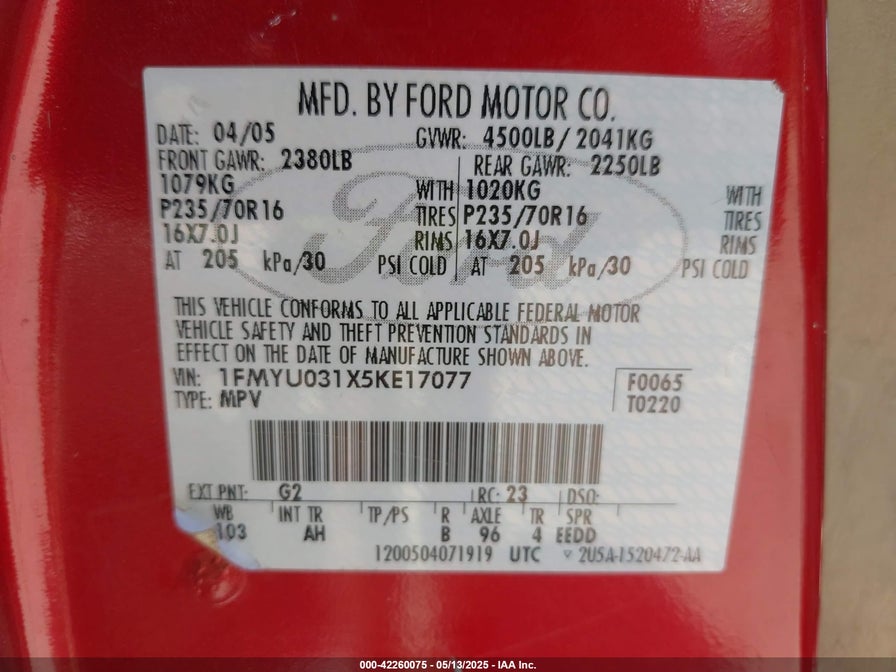 MFD. BY FORD MOTOR CO.
DATE: 04/05 GVWR: 4500LB/ 2041KG
FRONT GAWR: 2380LB REAR GAWR: 2250LB
1079KG WITH 1020KG WITH
P235/70R16 TIRES P235/70R16 TIRES
16X7.0J RIMS 16X7.0J RIMS
AT 205 kPa/30 PSI COLD AT 205 kPa/30 PSI COLD
Ford
THIS VEHICLE CONFORMS TO ALL APPLICABLE FEDERAL MOTOR
VEHICLE SAFETY AND THEFT PREVENTION STANDARDS IN
EFFECT ON THE DATE OF MANUFACTURE SHOWN ABOVE.
VIN: 1FMYU031X5KE17077 F0065
TYPE: MPV T0220
EXT PNT: G2 RC: 23 DSO:
WB INT TR TP/PS R AXLE TR SPR
103 AH B 96 4 EEDD
1200504071919 UTC 2U5A-1520472-AA
000-42260075 - 05/13/2025 - IAA Inc.